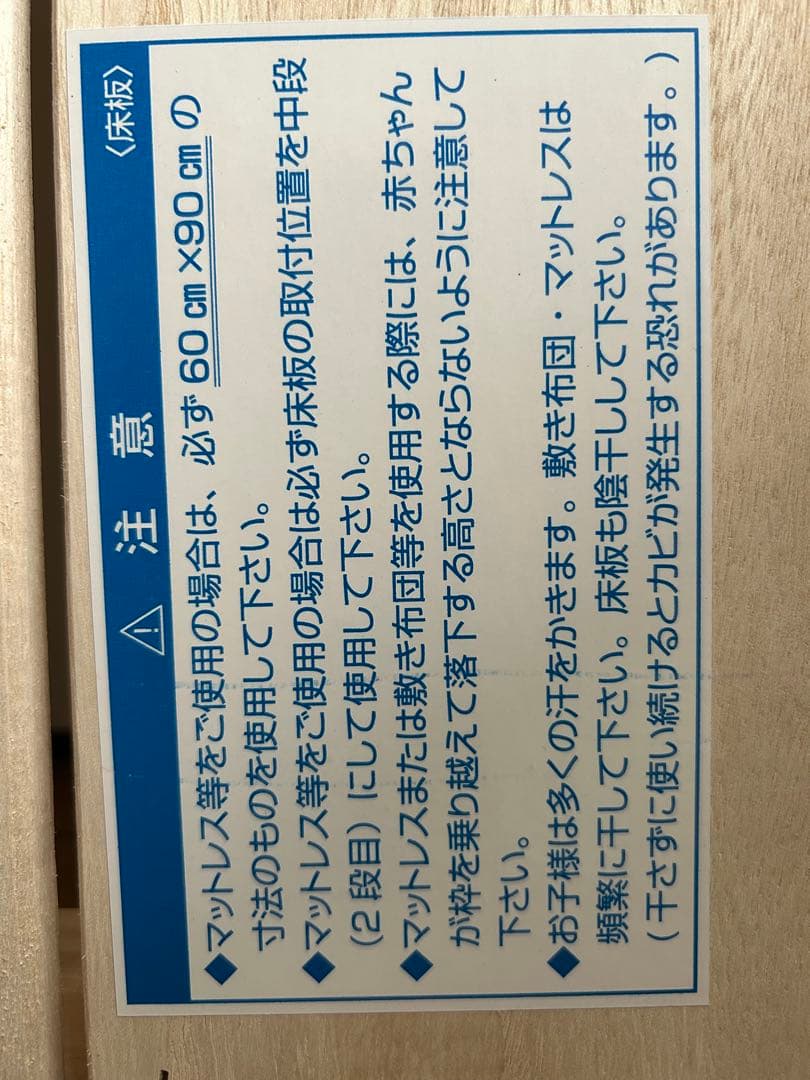 ⚠ 注意 〈床板〉
◆マットレス等をご使用の場合は、必ず60㎝×90㎝の
寸法のものを使用して下さい。
◆マットレス等をご使用の場合は必ず床板の取付位置を中段
(2段目)にして使用して下さい。
◆マットレスまたは敷き布団等を使用する際には、赤ちゃん
が枠を乗り越えて落下する高さとならないように注意して
下さい。
◆お子様は多くの汗をかきます。敷き布団・マットレスは
頻繁に干して下さい。床板も陰干しして下さい。
(干さずに使い続けるとカビが発生する恐れがあります。)